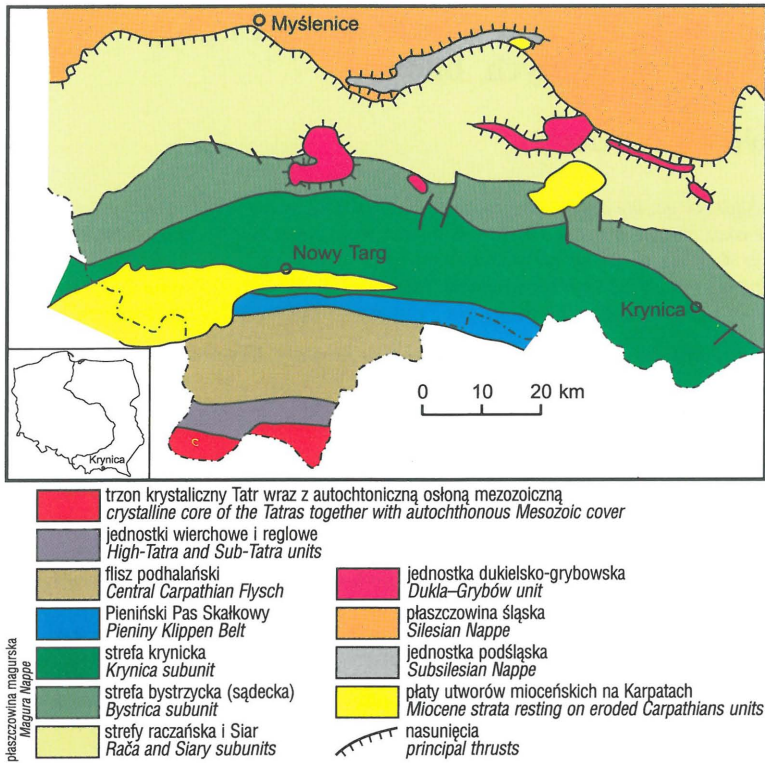 Myślenice
Nowy Targ
Krynica
0 10 20 km
Krynica
c
trzon krystaliczny Tatr wraz z autochtoniczną osłoną mezozoiczną
crystalline core of the Tatras together with autochthonous Mesozoic cover
jednostki wierchowe i reglowe
High-Tatra and Sub-Tatra units
flisz podhalański
Central Carpathian Flysch
Pieniński Pas Skałkowy
Pieniny Klippen Belt
płaszczowina magurska
Magura Nappe
strefa krynicka
Krynica subunit
strefa bystrzycka (sądecka)
Bystrica subunit
strefy raczańska i Siar
Rača and Siary subunits
jednostka dukielsko-grybowska
Dukla–Grybów unit
płaszczowina śląska
Silesian Nappe
jednostka podśląska
Subsilesian Nappe
płaty utworów mioceńskich na Karpatach
Miocene strata resting on eroded Carpathians units
nasunięcia
principal thrusts